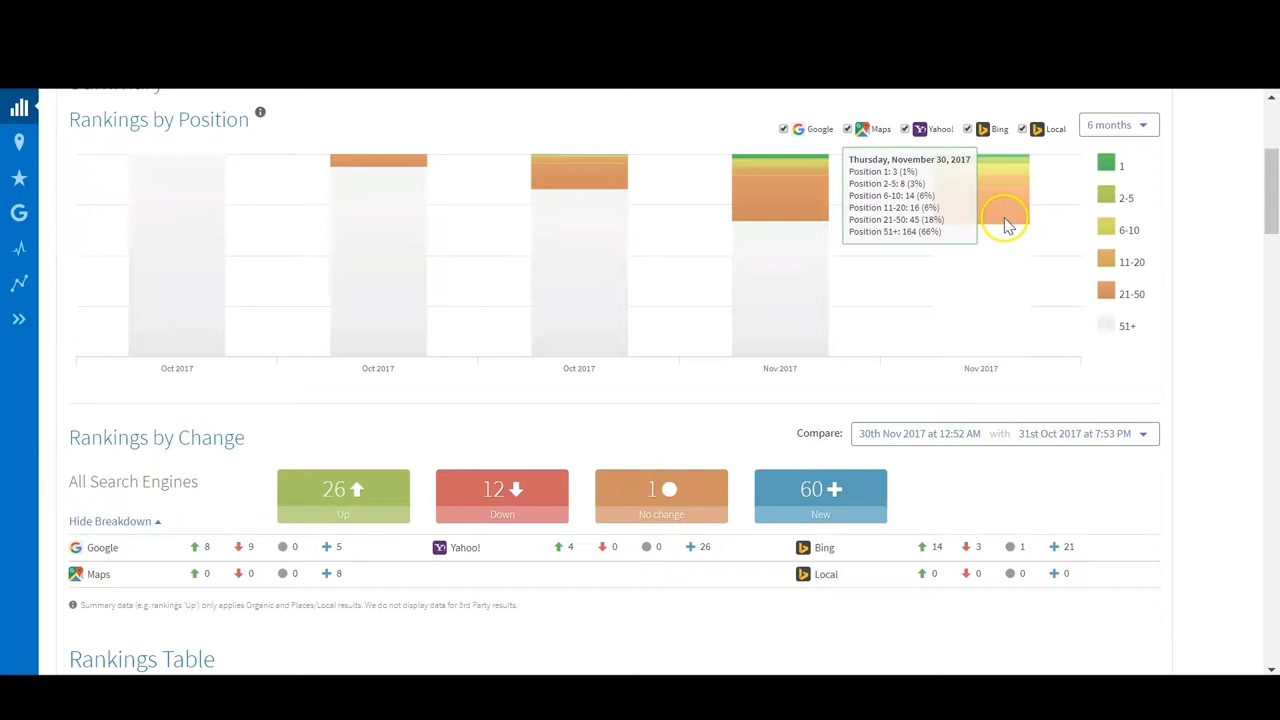 Summary
Rankings by Position
Google Maps Yahoo! Bing Local
6 months
Thursday, November 30, 2017
Position 1: 3 (1%)
Position 2-5: 8 (3%)
Position 6-10: 14 (6%)
Position 11-20: 16 (6%)
Position 21-50: 45 (18%)
Position 51+: 164 (66%)
1
2-5
6-10
11-20
21-50
51+
Oct 2017
Oct 2017
Oct 2017
Nov 2017
Nov 2017
Rankings by Change
Compare: 30th Nov 2017 at 12:52 AM with 31st Oct 2017 at 7:53 PM
All Search Engines
26
Up
12
Down
1
No change
60
New
Hide Breakdown
Google 8 9 0 5
Yahoo! 4 0 0 26
Bing 14 3 1 21
Maps 0 0 0 8
Local 0 0 0 0
Summary data (e.g. rankings 'Up') only applies Organic and Places/Local results. We do not display data for 3rd Party results.
Rankings Table